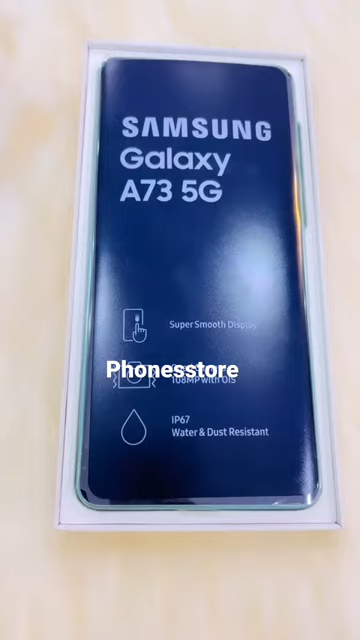 SAMSUNG
Galaxy
A73 5G
Super Smooth Display
Phonesstore
108MP with OIS
IP67
Water & Dust Resistant